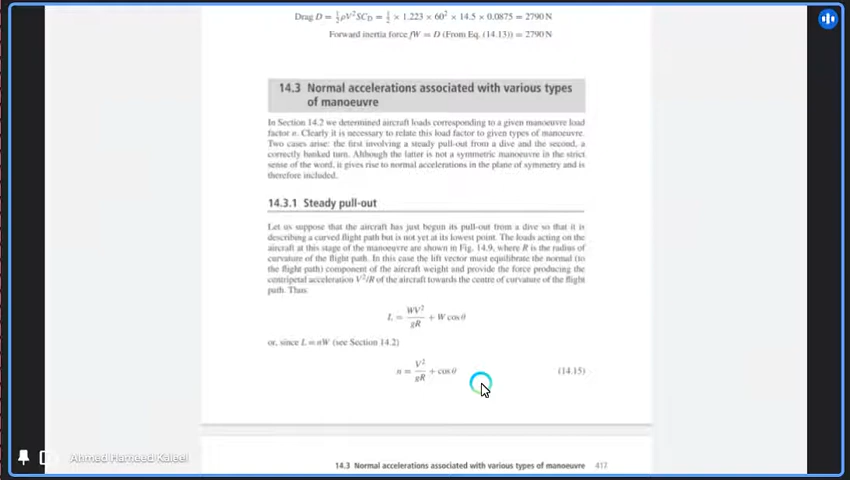 Drag D = ½ρV²SC_D = ½ × 1.223 × 60² × 14.5 × 0.0875 = 2790 N
Forward inertia force fW = D (From Eq. (14.13)) = 2790 N
14.3 Normal accelerations associated with various types
of manoeuvre
In Section 14.2 we determined aircraft loads corresponding to a given manoeuvre load
factor n. Clearly it is necessary to relate this load factor to given types of manoeuvre.
Two cases arise: the first involving a steady pull-out from a dive and the second, a
correctly banked turn. Although the latter is not a symmetric manoeuvre in the strict
sense of the word, it gives rise to normal accelerations in the plane of symmetry and is
therefore included.
14.3.1 Steady pull-out
Let us suppose that the aircraft has just begun its pull-out from a dive so that it is
describing a curved flight path but is not yet at its lowest point. The loads acting on the
aircraft at this stage of the manoeuvre are shown in Fig. 14.9, where R is the radius of
curvature of the flight path. In this case the lift vector must equilibrate the normal (to
the flight path) component of the aircraft weight and provide the force producing the
centripetal acceleration V²/R of the aircraft towards the centre of curvature of the flight
path. Thus
L = WV²/gR + W cos θ
or, since L = nW (see Section 14.2)
n = V²/gR + cos θ (14.15)
14.3 Normal accelerations associated with various types of manoeuvre 417
Ahmed Hameed Kaleel